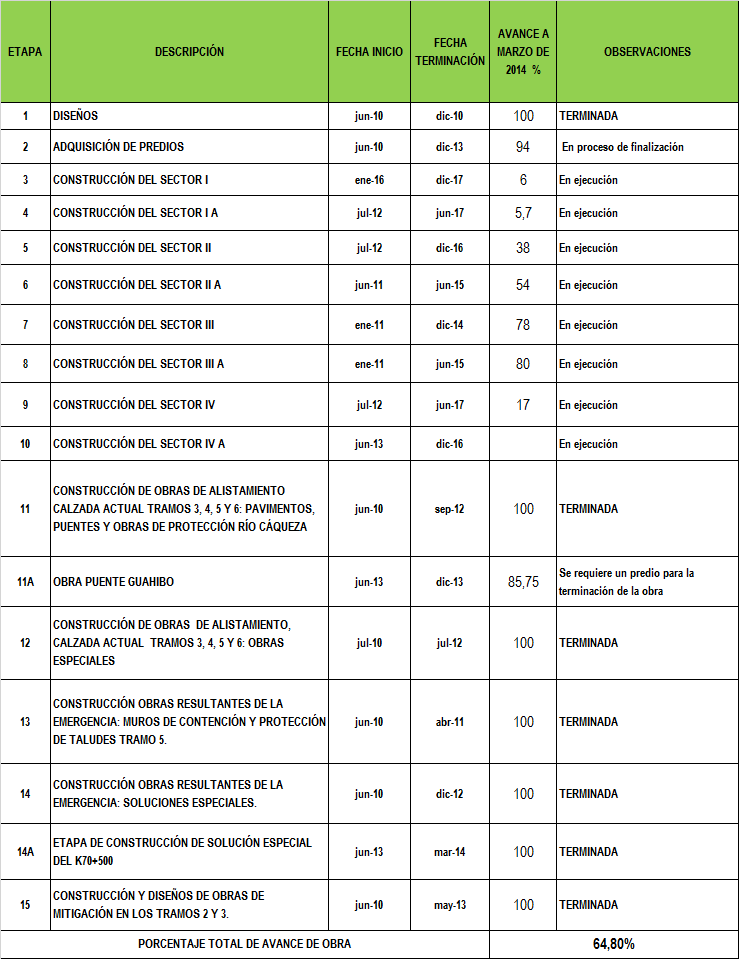 ETAPA DESCRIPCIÓN FECHA INICIO FECHA TERMINACIÓN AVANCE A MARZO DE 2014 % OBSERVACIONES
1 DISEÑOS jun-10 dic-10 100 TERMINADA
2 ADQUISICIÓN DE PREDIOS jun-10 dic-13 94 En proceso de finalización
3 CONSTRUCCIÓN DEL SECTOR I ene-16 dic-17 6 En ejecución
4 CONSTRUCCIÓN DEL SECTOR I A jul-12 jun-17 5,7 En ejecución
5 CONSTRUCCIÓN DEL SECTOR II jul-12 dic-16 38 En ejecución
6 CONSTRUCCIÓN DEL SECTOR II A jun-11 jun-15 54 En ejecución
7 CONSTRUCCIÓN DEL SECTOR III ene-11 dic-14 78 En ejecución
8 CONSTRUCCIÓN DEL SECTOR III A ene-11 jun-15 80 En ejecución
9 CONSTRUCCIÓN DEL SECTOR IV jul-12 jun-17 17 En ejecución
10 CONSTRUCCIÓN DEL SECTOR IV A jun-13 dic-16 En ejecución
11 CONSTRUCCIÓN DE OBRAS DE ALISTAMIENTO
CALZADA ACTUAL TRAMOS 3, 4, 5 Y 6: PAVIMENTOS,
PUENTES Y OBRAS DE PROTECCIÓN RÍO CÁQUEZA jun-10 sep-12 100 TERMINADA
11A OBRA PUENTE GUAHIBO jun-13 dic-13 85,75 Se requiere un predio para la
terminación de la obra
12 CONSTRUCCIÓN DE OBRAS DE ALISTAMIENTO,
CALZADA ACTUAL TRAMOS 3, 4, 5 Y 6: OBRAS
ESPECIALES jul-10 jul-12 100 TERMINADA
13 CONSTRUCCIÓN OBRAS RESULTANTES DE LA
EMERGENCIA: MUROS DE CONTENCIÓN Y PROTECCIÓN
DE TALUDES TRAMO 5. jun-10 abr-11 100 TERMINADA
14 CONSTRUCCIÓN OBRAS RESULTANTES DE LA
EMERGENCIA: SOLUCIONES ESPECIALES. jun-10 dic-12 100 TERMINADA
14A ETAPA DE CONSTRUCCIÓN DE SOLUCIÓN ESPECIAL
DEL K70+500 jun-13 mar-14 100 TERMINADA
15 CONSTRUCCIÓN Y DISEÑOS DE OBRAS DE
MITIGACIÓN EN LOS TRAMOS 2 Y 3. jun-10 may-13 100 TERMINADA
PORCENTAJE TOTAL DE AVANCE DE OBRA 64,80%